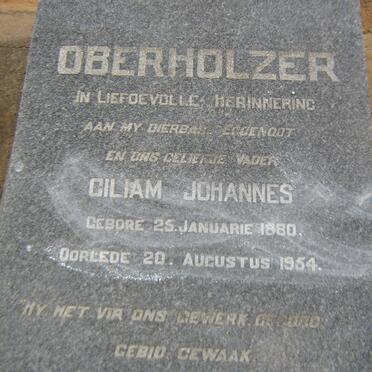 OBERHOLZER
IN LIEFDEVOLLE HERINNERING
AAN MY DIERBARE EGGENOOT
EN ONS GELIEFDE VADER
GILIAM JOHANNES
GEBORE 25. JANUARIE 1880.
OORLEDE 20. AUGUSTUS 1954.
"HY HET VIR ONS GEWERK, GESORG
GEBID, GEWAAK